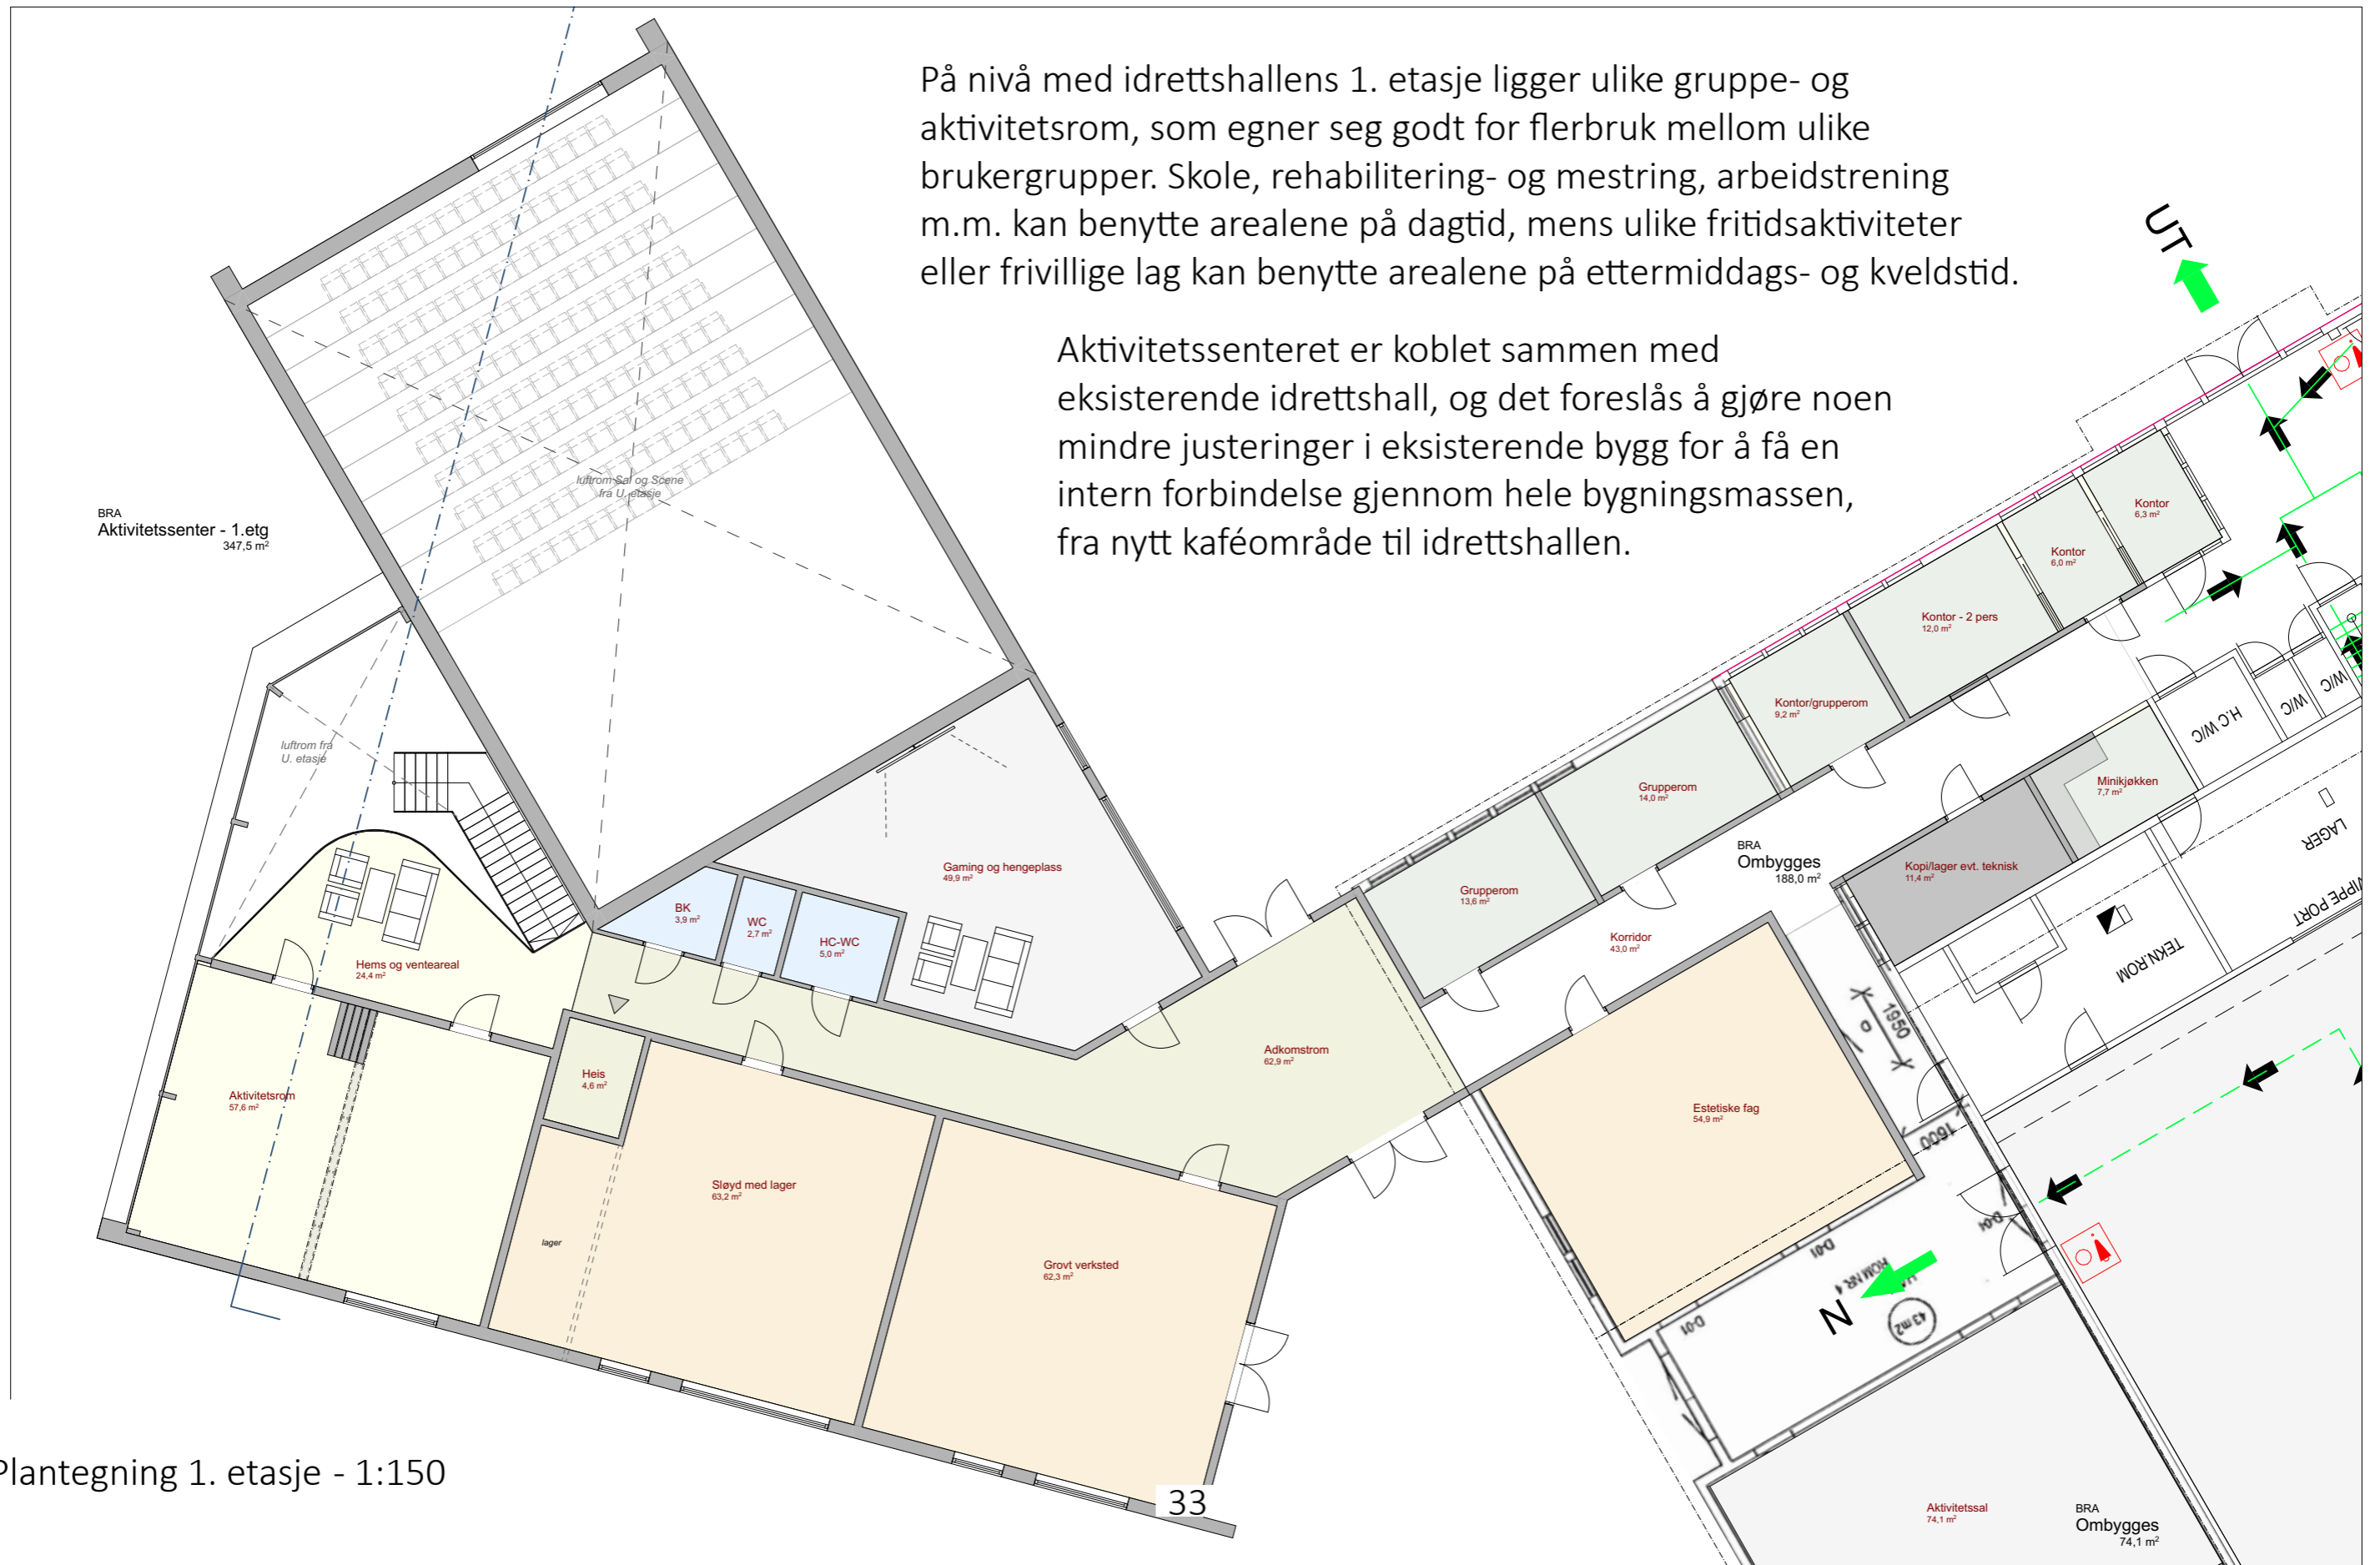 På nivå med idrettshallens 1. etasje ligger ulike gruppe- og
aktivitetsrom, som egner seg godt for flerbruk mellom ulike
brukergrupper. Skole, rehabilitering- og mestring, arbeidstrening
m.m. kan benytte arealene på dagtid, mens ulike fritidsaktiviteter
eller frivillige lag kan benytte arealene på ettermiddags- og kveldstid.
Aktivitetssenteret er koblet sammen med
eksisterende idrettshall, og det foreslås å gjøre noen
mindre justeringer i eksisterende bygg for å få en
intern forbindelse gjennom hele bygningsmassen,
fra nytt kaféområde til idrettshallen.
UT
luftrom Sal og Scene
fra U. etasje
BRA
Aktivitetssenter - 1.etg
347,5 m²
Kontor
6,3 m²
Kontor
6,0 m²
Kontor - 2 pers
12,0 m²
Kontor/grupperom
9,2 m²
Grupperom
14,0 m²
Grupperom
13,6 m²
W/C
W/C
H.C W/C
Minikjøkken
7,7 m²
LAGER
luftrom fra
U. etasje
BRA
Ombygges
188,0 m²
Kopi/lager evt. teknisk
11,4 m²
VIPPE PORT
TEKN.ROM
Gaming og hengeplass
49,9 m²
BK
3,9 m²
WC
2,7 m²
HC-WC
5,0 m²
Korridor
43,0 m²
Hems og venteareal
24,4 m²
1950
Adkomstrom
62,9 m²
Heis
4,6 m²
Aktivitetsrom
57,6 m²
Estetiske fag
54,9 m²
1600
Sløyd med lager
63,2 m²
lager
Grovt verksted
62,3 m²
D-04
D-01
D-01
ROM NR. 4
43 m2
N
Plantegning 1. etasje - 1:150
33
Aktivitetssal
74,1 m²
BRA
Ombygges
74,1 m²